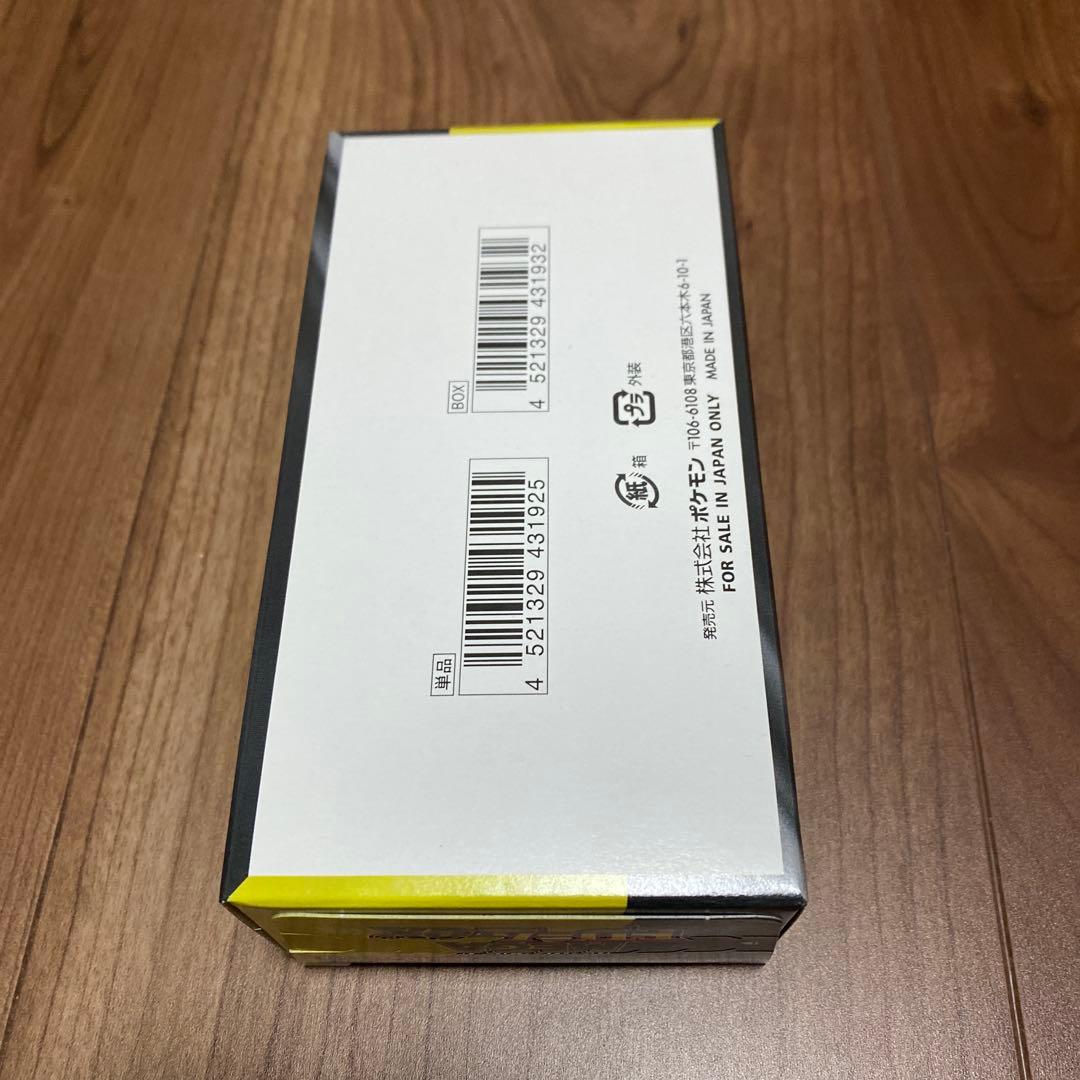 単品
4 521329 431925
BOX
4 521329 431932
紙
箱
プラ
外装
発売元 株式会社 ポケモン 〒106-6108 東京都港区六本木6-10-1
FOR SALE IN JAPAN ONLY MADE IN JAPAN